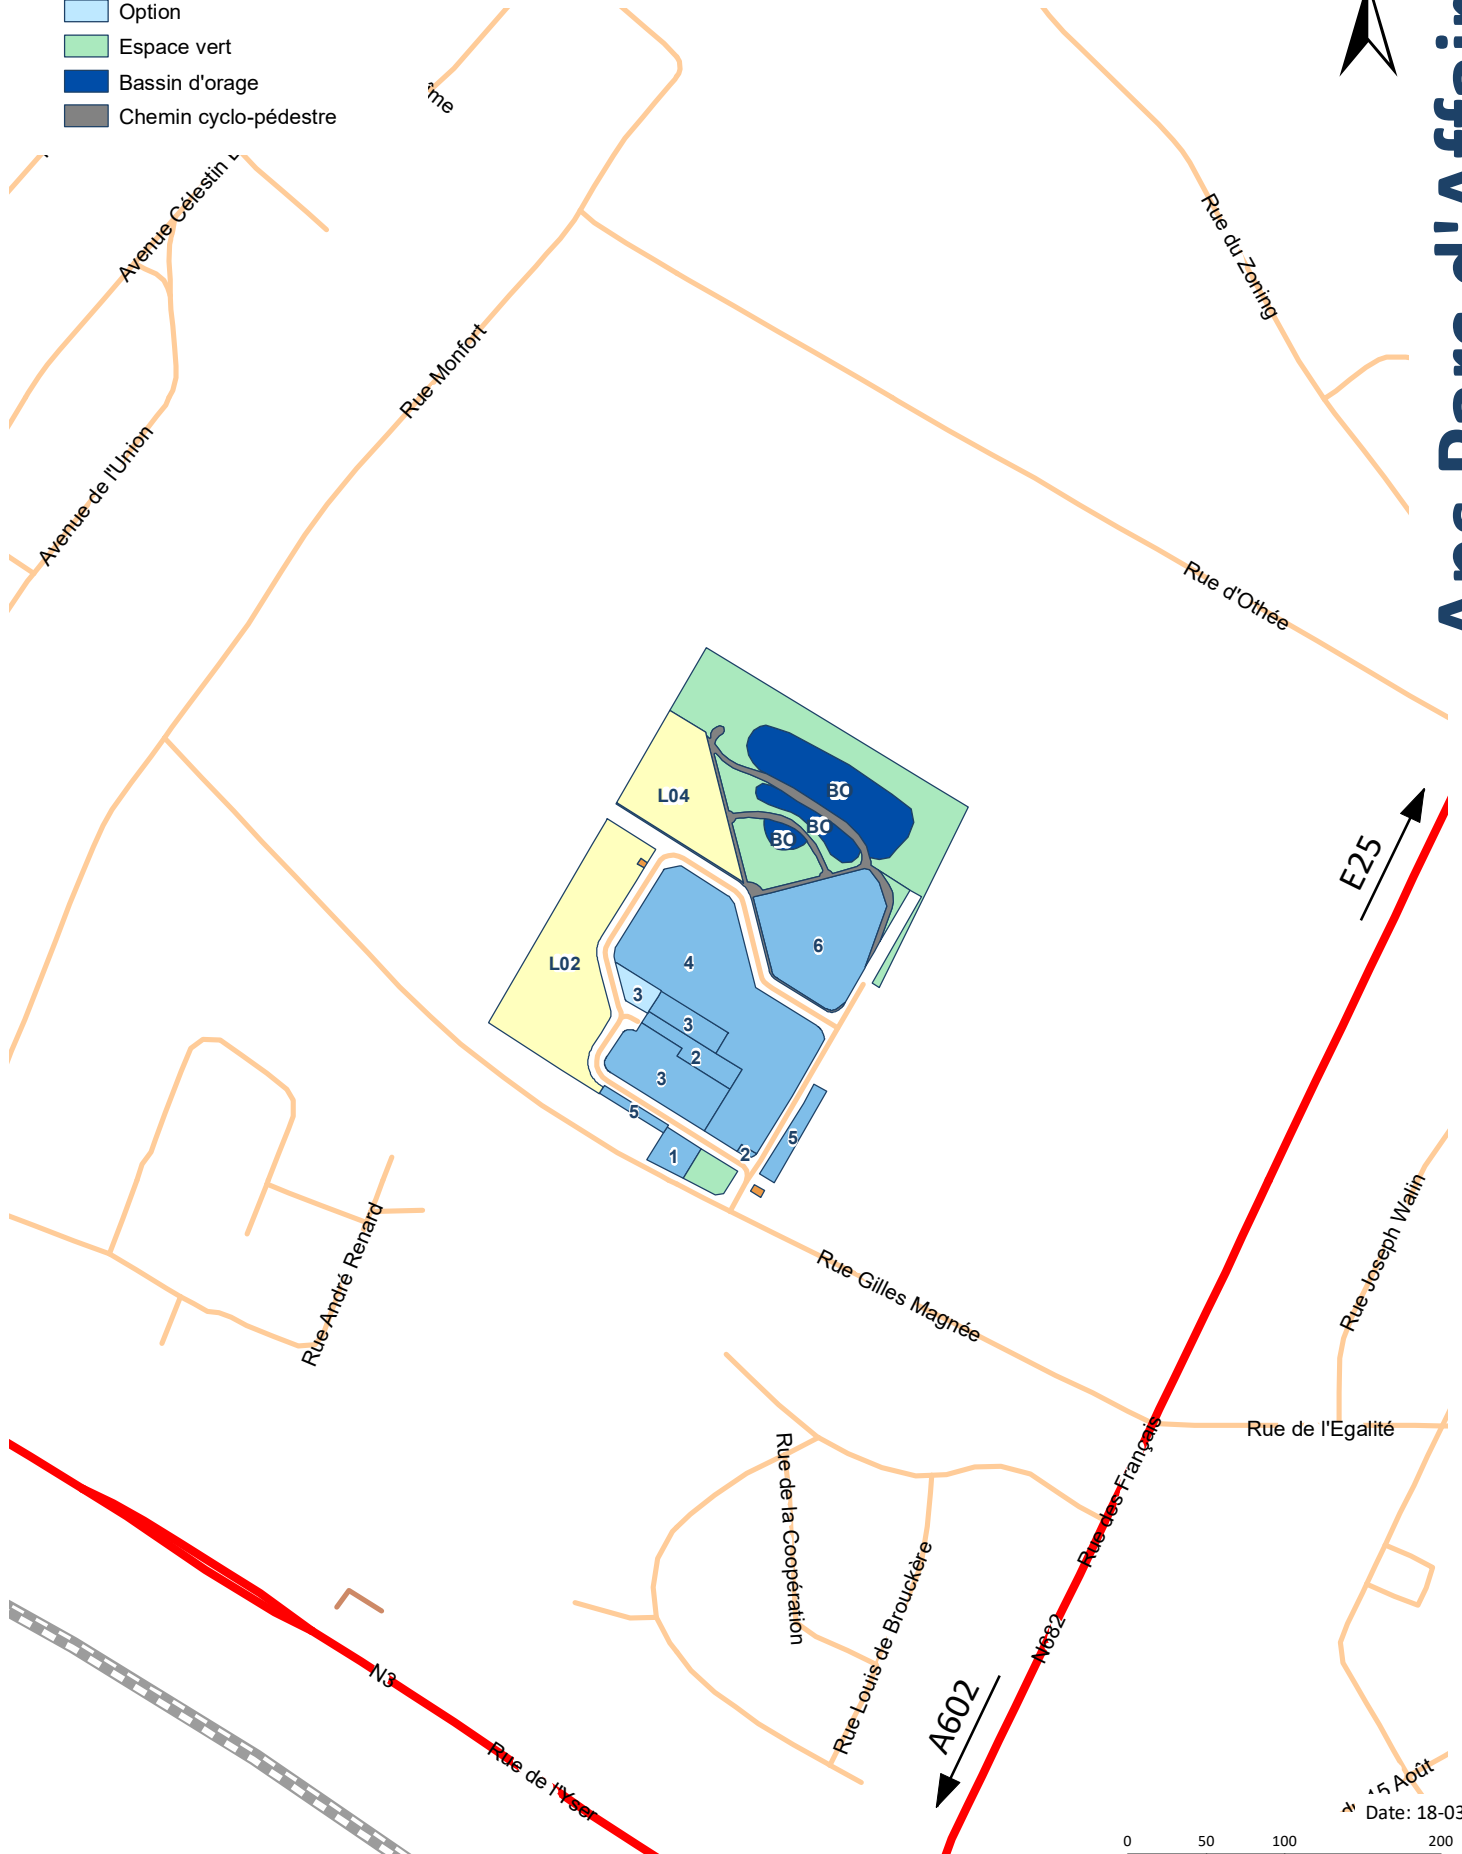 Option
Espace vert
Bassin d'orage
Chemin cyclo-pédestre
Avenue Célestin
Rue du Zoning
Rue Monfort
Avenue de l'Union
Rue d'Othée
L04
BO
BO
BO
E25
6
L02
4
3
3
2
3
5
5
1
2
Rue Joseph Walin
Rue André Renard
Rue Gilles Magnée
Rue de l'Egalité
Rue des Français
Rue de la Coopération
Rue Louis de Brouckère
N682
N3
A602
Rue de l'Yser
15 Août
Date: 18-03
0 50 100 200